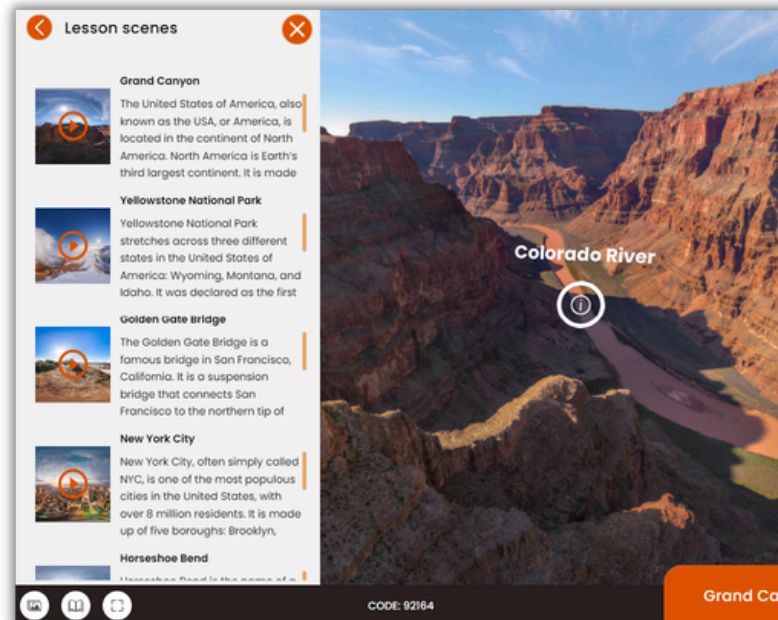 Lesson scenes
Grand Canyon
The United States of America, also
known as the USA, or America, is
located in the continent of North
America. North America is Earth's
third largest continent. It is made
Yellowstone National Park
Yellowstone National Park
stretches across three different
states in the United States of
America: Wyoming, Montana, and
Idaho. It was declared as the first
Golden Gate Bridge
The Golden Gate Bridge is a
famous bridge in San Francisco,
California. It is a suspension
bridge that connects San
Francisco to the northern tip of
New York City
New York City, often simply called
NYC, is one of the most populous
cities in the United States, with
over 8 million residents. It is made
up of five boroughs: Brooklyn,
Horseshoe Bend
Horseshoe Bend is the name of a
Colorado River
CODE: 92164
Grand Ca